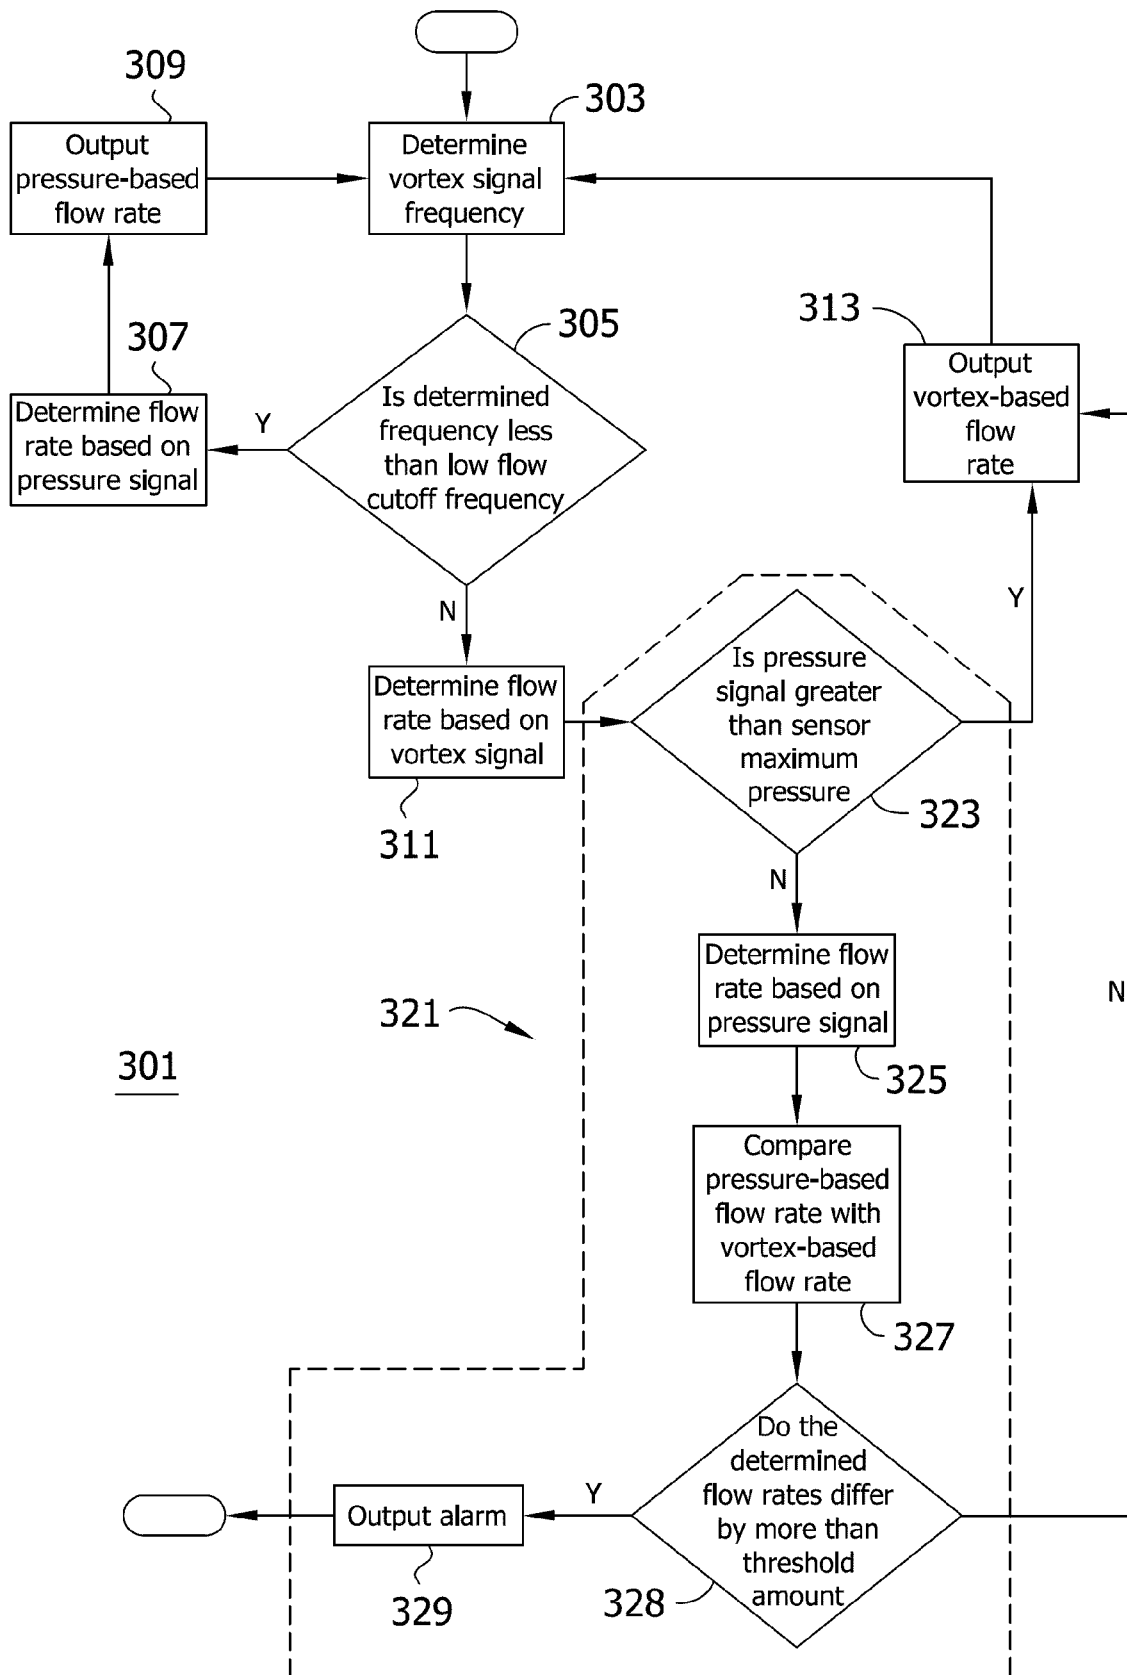 309
Output
pressure-based
flow rate
303
Determine
vortex signal
frequency
305
Is determined
frequency less
than low flow
cutoff frequency
307
Determine flow
rate based on
pressure signal
Y
313
Output
vortex-based
flow
rate
N
Y
311
Determine flow
rate based on
vortex signal
Is pressure
signal greater
than sensor
maximum
pressure
323
N
Determine flow
rate based on
pressure signal
325
321
N
301
Compare
pressure-based
flow rate with
vortex-based
flow rate
327
Do the
determined
flow rates differ
by more than
threshold
amount
328
Y
Output alarm
329